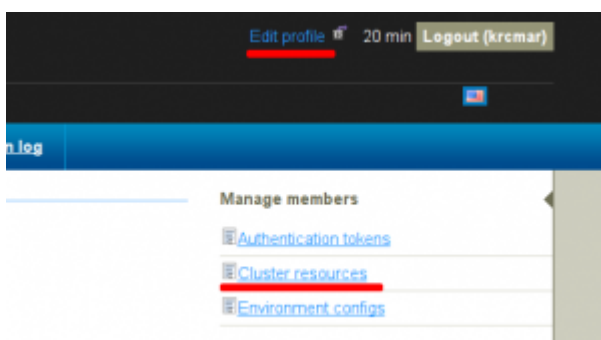 Edit profile 20 min Logout (krcmar)
n log
Manage members
Authentication tokens
Cluster resources
Environment configs